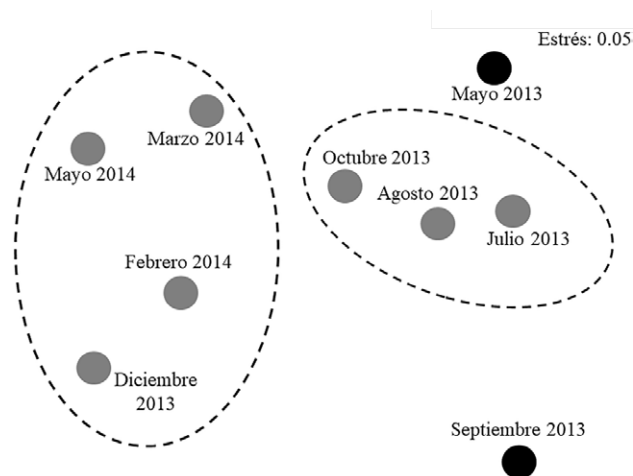 Estrés: 0.05
Mayo 2013
Marzo 2014
Mayo 2014
Octubre 2013
Agosto 2013
Julio 2013
Febrero 2014
Diciembre
2013
Septiembre 2013